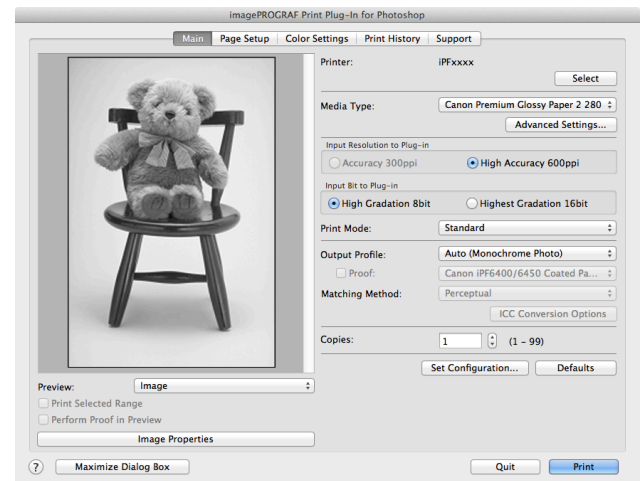 imagePROGRAF Print Plug-In for Photoshop
Main Page Setup Color Settings Print History Support
Printer: iPFxxxx
Select
Media Type: Canon Premium Glossy Paper 2 280
Advanced Settings...
Input Resolution to Plug-in
Accuracy 300ppi High Accuracy 600ppi
Input Bit to Plug-in
High Gradation 8bit Highest Gradation 16bit
Print Mode: Standard
Output Profile: Auto (Monochrome Photo)
Proof: Canon iPF6400/6450 Coated Pa...
Matching Method: Perceptual
ICC Conversion Options
Copies: 1 (1 – 99)
Set Configuration... Defaults
Preview: Image
Print Selected Range
Perform Proof in Preview
Image Properties
? Maximize Dialog Box Quit Print